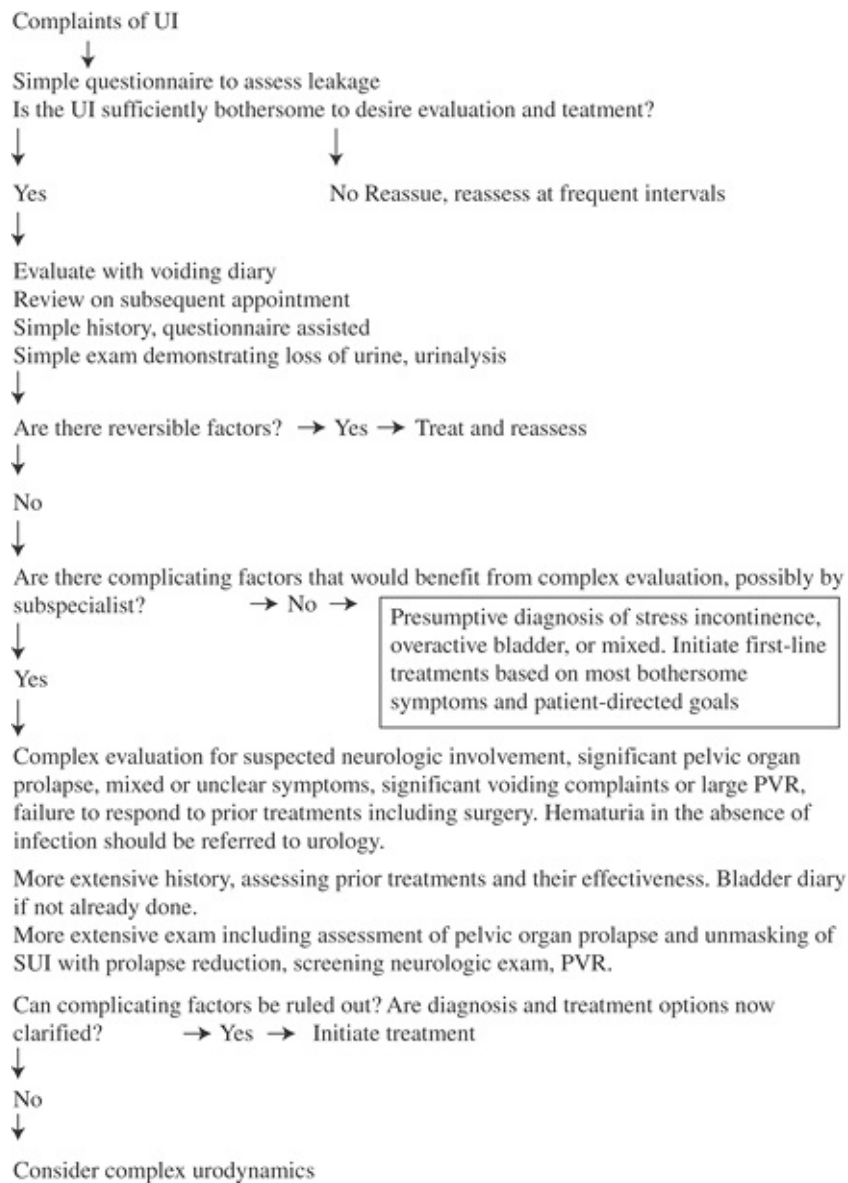 Complaints of UI
Simple questionnaire to assess leakage
Is the UI sufficiently bothersome to desire evaluation and teatment?
Yes
No Reassue, reassess at frequent intervals
Evaluate with voiding diary
Review on subsequent appointment
Simple history, questionnaire assisted
Simple exam demonstrating loss of urine, urinalysis
Are there reversible factors? → Yes → Treat and reassess
No
Are there complicating factors that would benefit from complex evaluation, possibly by
subspecialist? → No →
Presumptive diagnosis of stress incontinence,
overactive bladder, or mixed. Initiate first-line
treatments based on most bothersome
symptoms and patient-directed goals
Yes
Complex evaluation for suspected neurologic involvement, significant pelvic organ
prolapse, mixed or unclear symptoms, significant voiding complaints or large PVR,
failure to respond to prior treatments including surgery. Hematuria in the absence of
infection should be referred to urology.
More extensive history, assessing prior treatments and their effectiveness. Bladder diary
if not already done.
More extensive exam including assessment of pelvic organ prolapse and unmasking of
SUI with prolapse reduction, screening neurologic exam, PVR.
Can complicating factors be ruled out? Are diagnosis and treatment options now
clarified? → Yes → Initiate treatment
No
Consider complex urodynamics